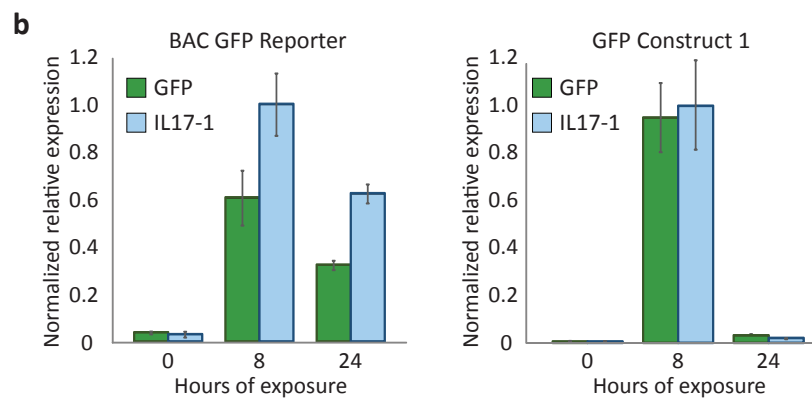 b
BAC GFP Reporter
Normalized relative expression
1.2
1.0
0.8
0.6
0.4
0.2
0
GFP
IL17-1
0 8 24
Hours of exposure
GFP Construct 1
Normalized relative expression
1.2
1.0
0.8
0.6
0.4
0.2
0
GFP
IL17-1
0 8 24
Hours of exposure